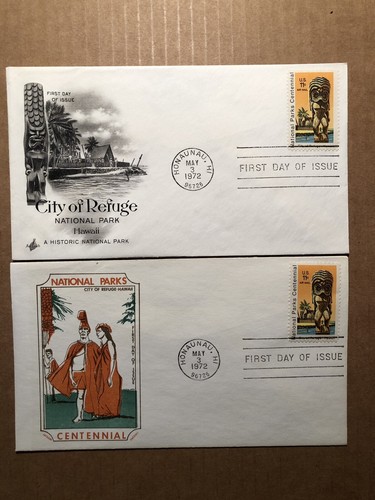 FIRST DAY
OF ISSUE
City of Refuge
NATIONAL PARK
Hawaii
A HISTORIC NATIONAL PARK
HONAUNAU, HI
MAY
3
1972
96726
FIRST DAY OF ISSUE
National Parks Centennial
U.S.
11c
NATIONAL PARKS
CITY OF REFUGE-HAWAII
CENTENNIAL
HONAUNAU, HI
MAY
3
1972
96726
FIRST DAY OF ISSUE
National Parks Centennial
U.S.
11c